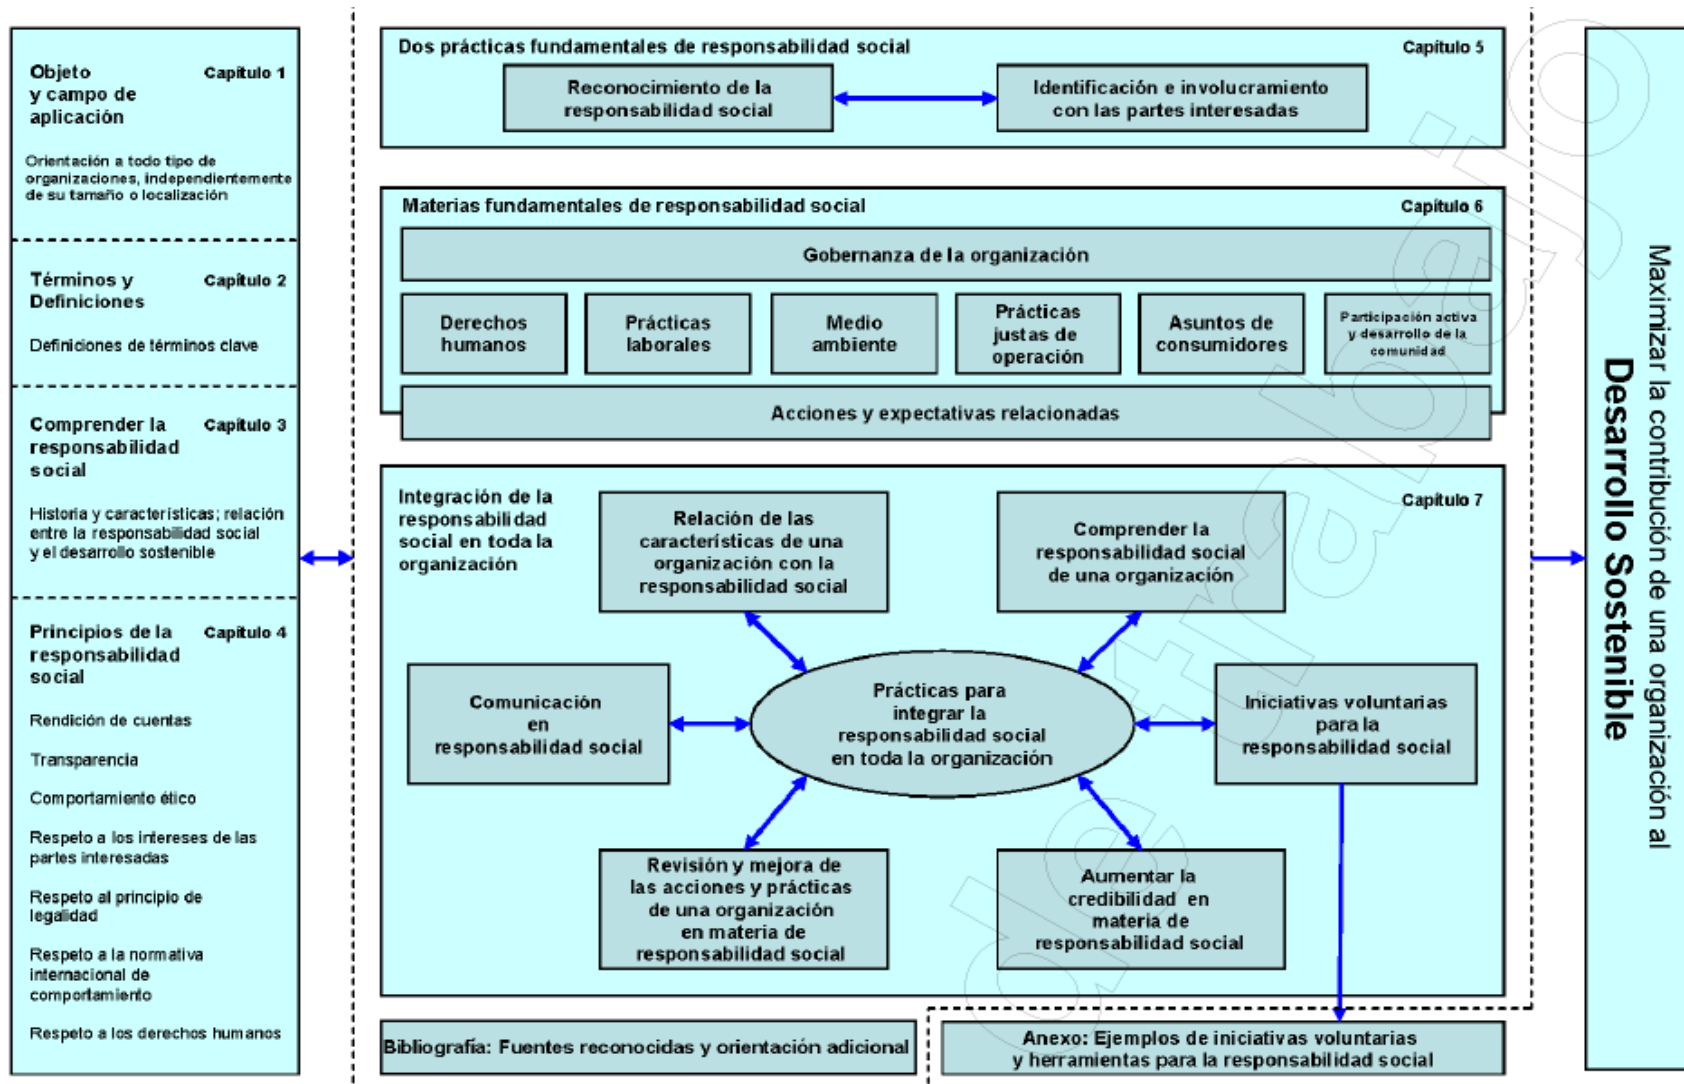 Objeto
y campo de
aplicación
Capítulo 1
Orientación a todo tipo de
organizaciones, independientemente
de su tamaño o localización
Términos y
Definiciones
Capítulo 2
Definiciones de términos clave
Comprender la
responsabilidad
social
Capítulo 3
Historia y características; relación
entre la responsabilidad social
y el desarrollo sostenible
Principios de la
responsabilidad
social
Capítulo 4
Rendición de cuentas
Transparencia
Comportamiento ético
Respeto a los intereses de las
partes interesadas
Respeto al principio de
legalidad
Respeto a la normativa
internacional de
comportamiento
Respeto a los derechos humanos
Dos prácticas fundamentales de responsabilidad social
Capítulo 5
Reconocimiento de la
responsabilidad social
Identificación e involucramiento
con las partes interesadas
Materias fundamentales de responsabilidad social
Capítulo 6
Gobernanza de la organización
Derechos
humanos
Prácticas
laborales
Medio
ambiente
Prácticas
justas de
operación
Asuntos de
consumidores
Participación activa
y desarrollo de la
comunidad
Acciones y expectativas relacionadas
Integración de la
responsabilidad
social en toda la
organización
Capítulo 7
Relación de las
características de una
organización con la
responsabilidad social
Comprender la
responsabilidad social
de una organización
Comunicación
en
responsabilidad social
Prácticas para
integrar la
responsabilidad social
en toda la organización
Iniciativas voluntarias
para la
responsabilidad social
Revisión y mejora de
las acciones y prácticas
de una organización
en materia de
responsabilidad social
Aumentar la
credibilidad en
materia de
responsabilidad social
Bibliografía: Fuentes reconocidas y orientación adicional
Anexo: Ejemplos de iniciativas voluntarias
y herramientas para la responsabilidad social
Maximizar la contribución de una organización al
Desarrollo Sostenible
de trabajo